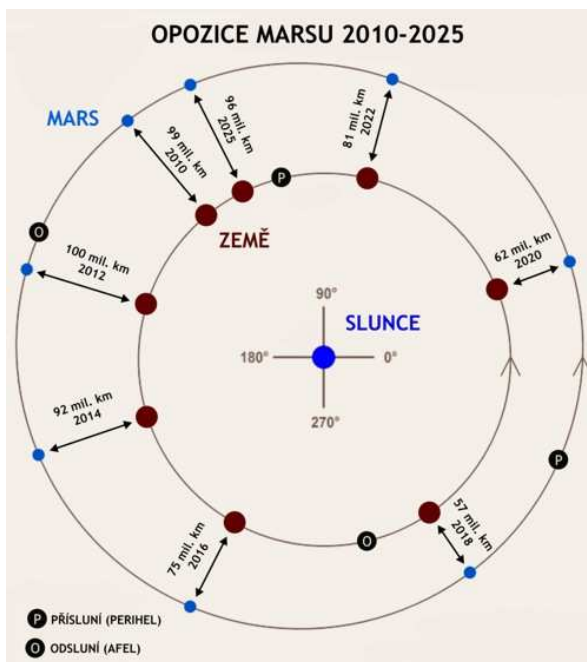 OPOZICE MARSU 2010-2025
MARS
99 mil. km
2010
96 mil. km
2025
81 mil. km
2022
P
ZEMĚ
O
100 mil. km
2012
62 mil. km
2020
90°
SLUNCE
180°
0°
270°
92 mil. km
2014
P
75 mil. km
2016
O
57 mil. km
2018
P PŘÍSLUNÍ (PERIHEL)
O ODSLUNÍ (AFEL)